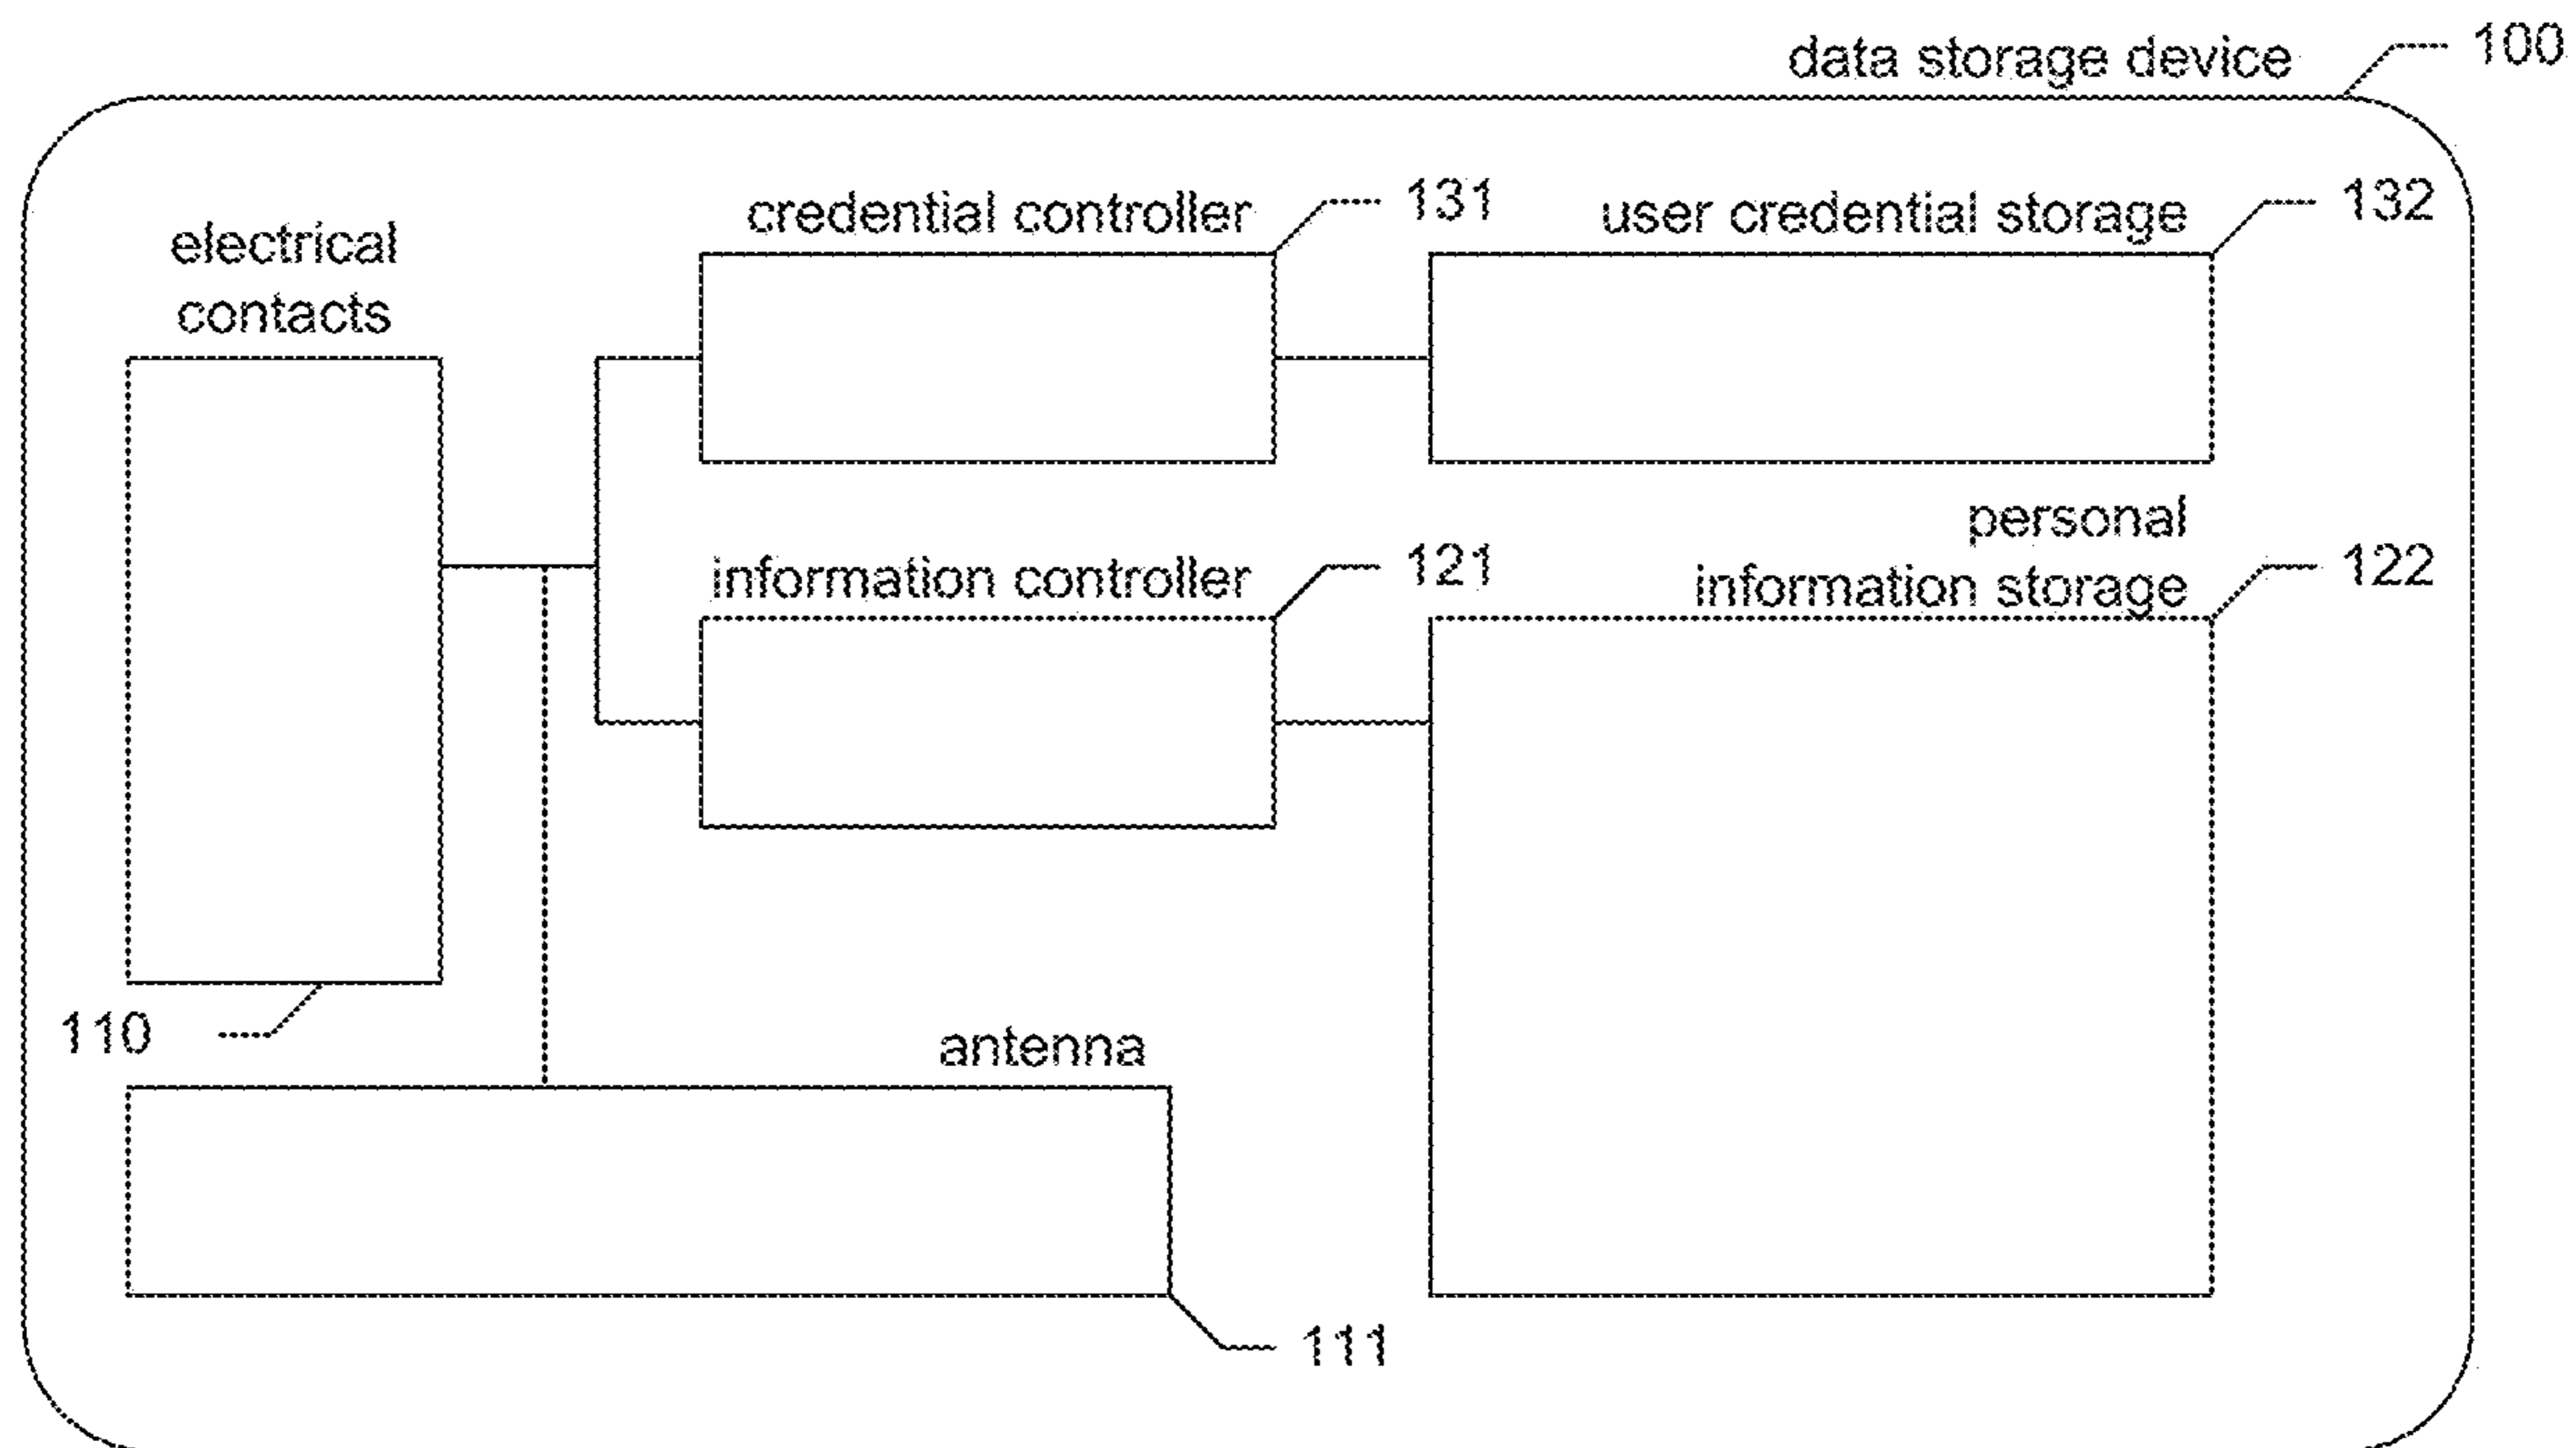 data storage device 100
credential controller 131
user credential storage 132
electrical
contacts
personal
information controller 121
information storage 122
110
antenna
111